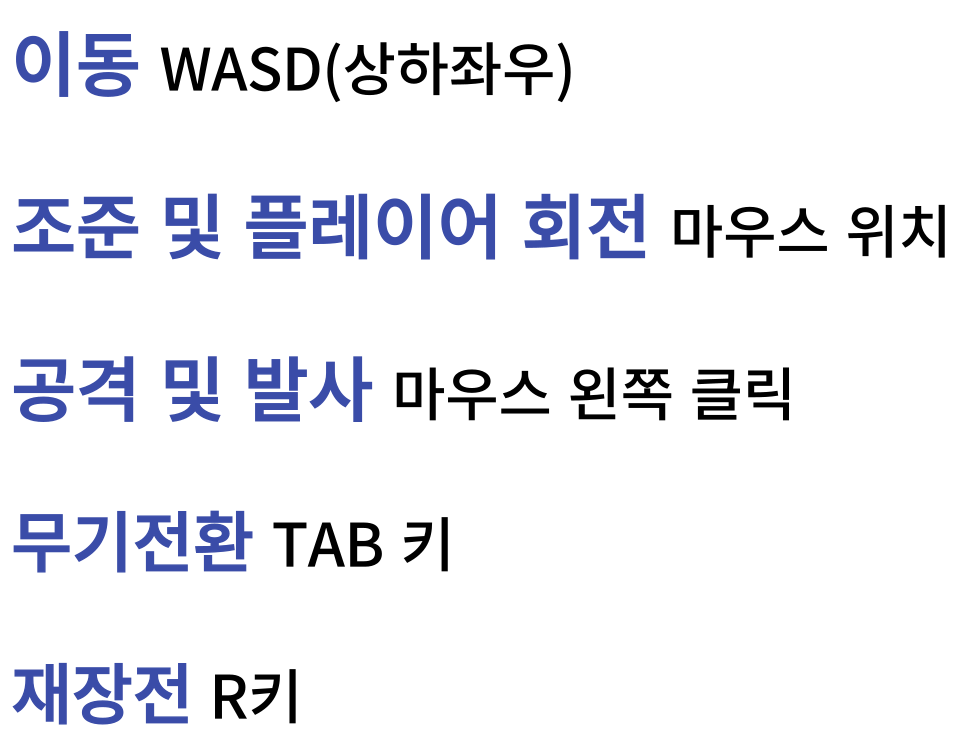 이동 WASD(상하좌우)
조준 및 플레이어 회전 마우스 위치
공격 및 발사 마우스 왼쪽 클릭
무기전환 TAB 키
재장전 R키